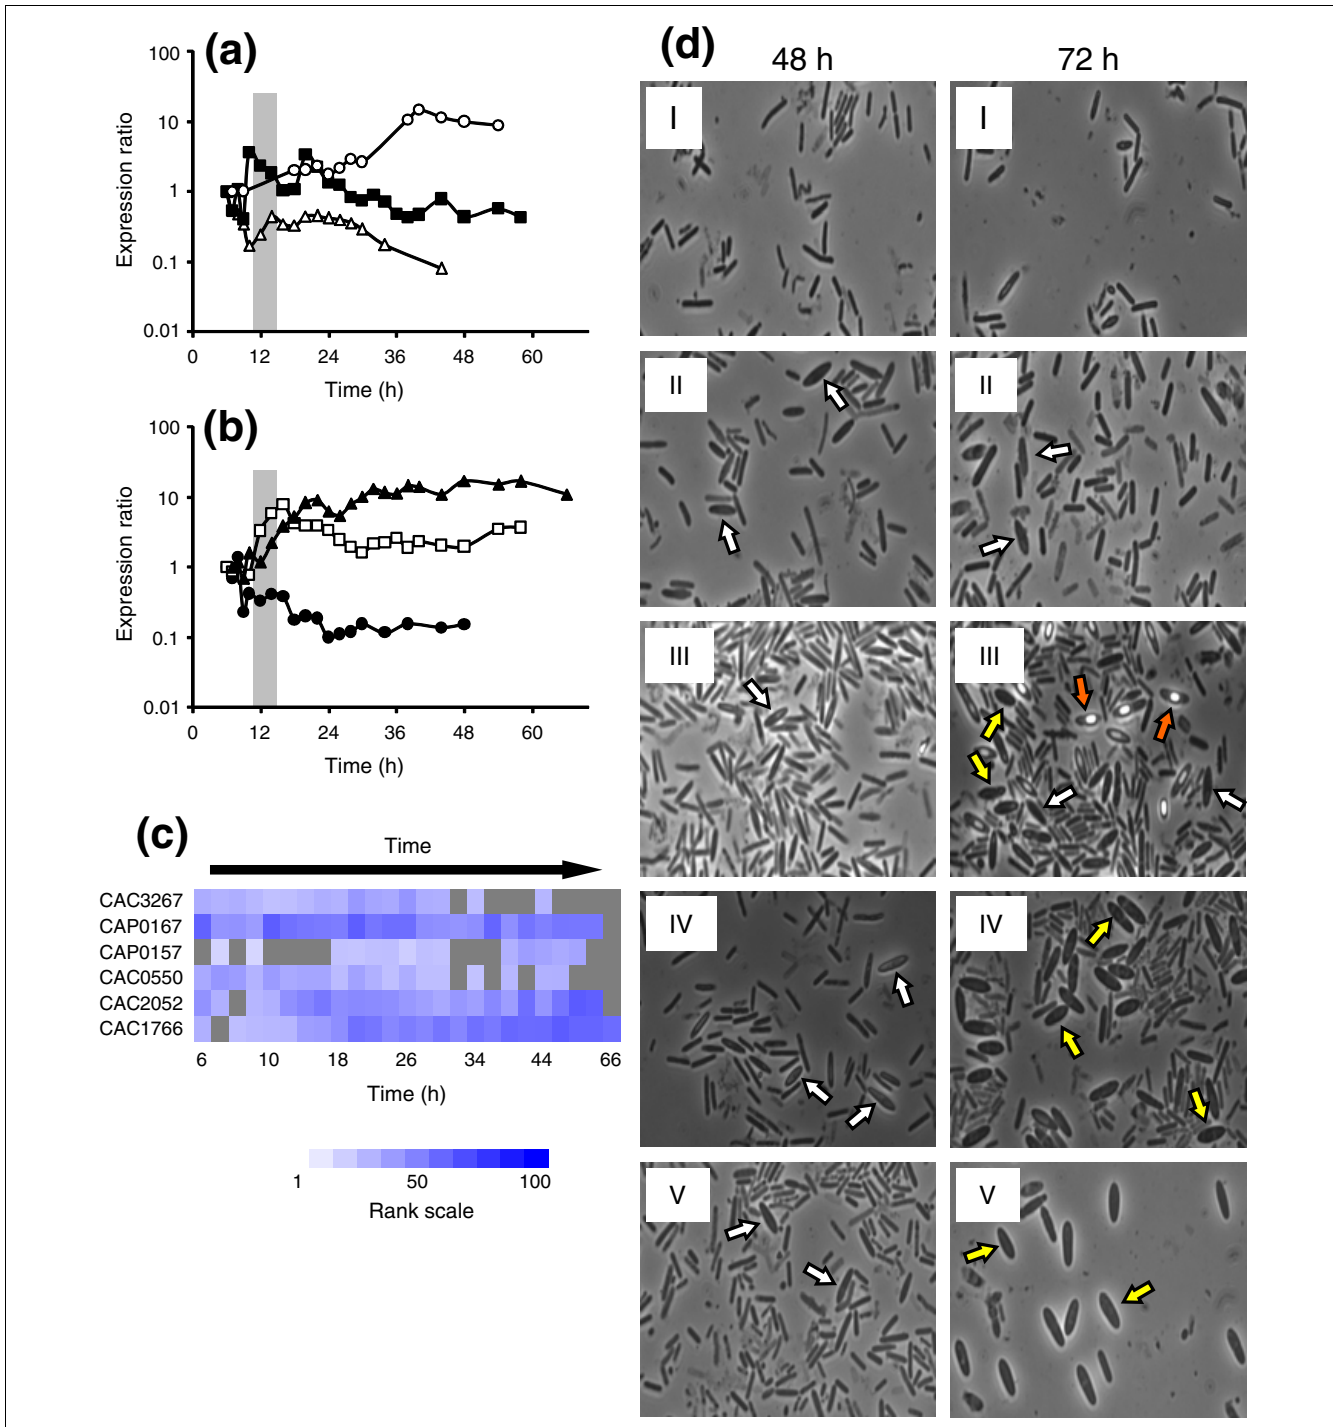 (a)
100
10
1
0.1
0.01
Expression ratio
0 12 24 36 48 60
Time (h)
(b)
100
10
1
0.1
0.01
Expression ratio
0 12 24 36 48 60
Time (h)
(c)
Time
CAC3267
CAP0167
CAP0157
CAC0550
CAC2052
CAC1766
6 10 18 26 34 44 66
Time (h)
1 50 100
Rank scale
(d)
48 h 72 h
I I
II II
III III
IV IV
V V